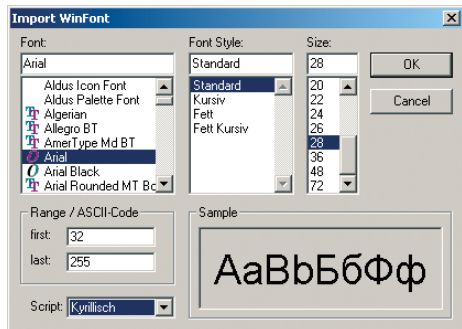 Import WinFont
Font:
Font Style:
Size:
Arial
Standard
28
OK
Cancel
Aldus Icon Font
Aldus Palette Font
Algerian
Allegro BT
AmerType Md BT
Arial
Arial Black
Arial Rounded MT Bo
Standard
Kursiv
Fett
Fett Kursiv
20
22
24
26
28
36
48
72
Range / ASCII-Code
first: 32
last: 255
Script: Kyrillisch
Sample
АаВbБбФф